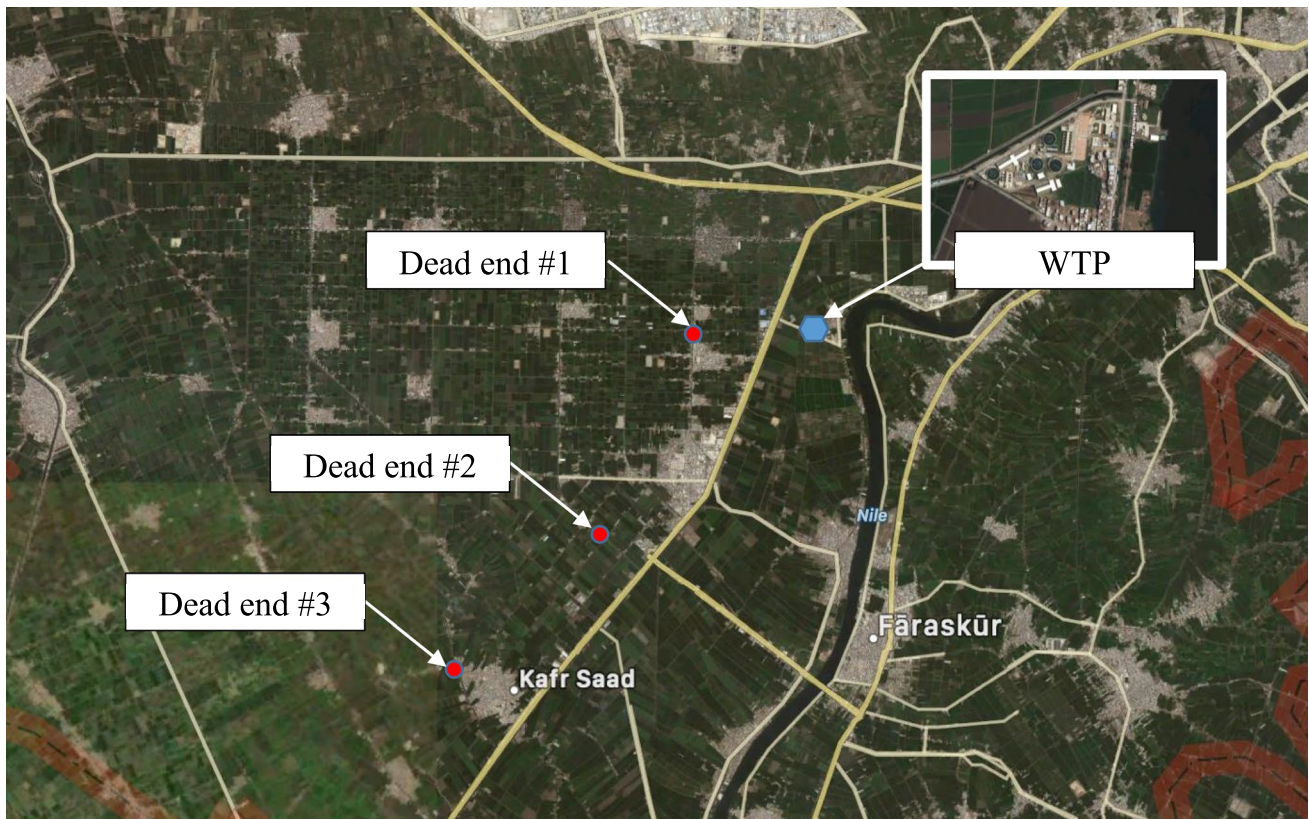 Dead end #1
WTP
Dead end #2
Nile
Dead end #3
Fāraskūr
Kafr Saad